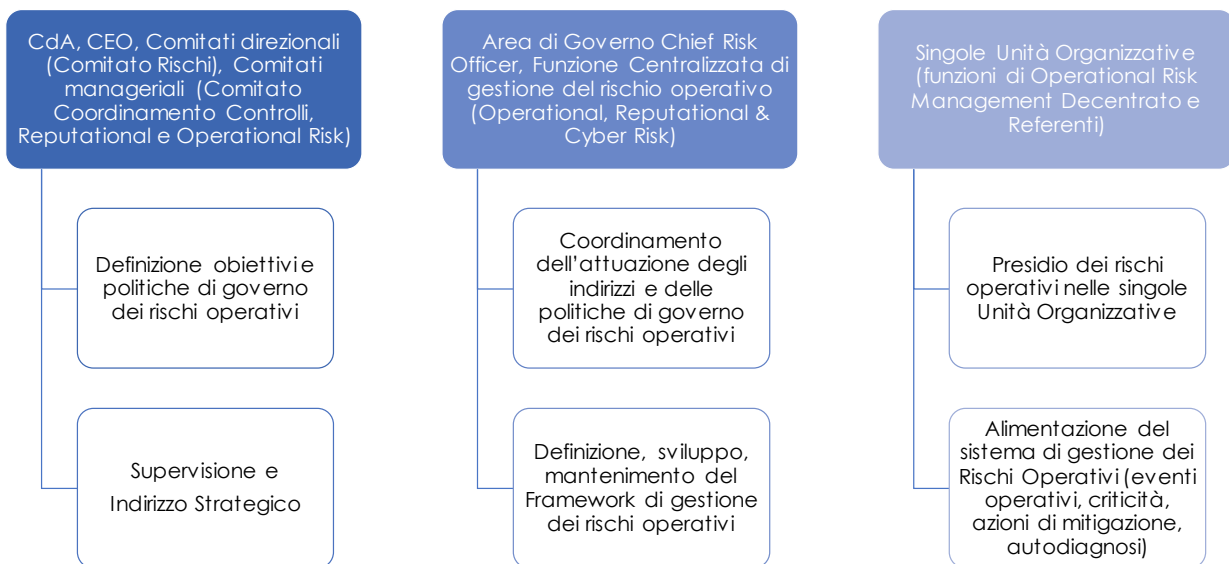 CdA, CEO, Comitati direzionali
(Comitato Rischi), Comitati
manageriali (Comitato
Coordinamento Controlli,
Reputational e Operational Risk)
Definizione obiettivi e
politiche di governo
dei rischi operativi
Supervisione e
Indirizzo Strategico
Area di Governo Chief Risk
Officer, Funzione Centralizzata di
gestione del rischio operativo
(Operational, Reputational &
Cyber Risk)
Coordinamento
dell'attuazione degli
indirizzi e delle
politiche di governo
dei rischi operativi
Definizione, sviluppo,
mantenimento del
Framework di gestione
dei rischi operativi
Singole Unità Organizzative
(funzioni di Operational Risk
Management Decentrato e
Referenti)
Presidio dei rischi
operativi nelle singole
Unità Organizzative
Alimentazione del
sistema di gestione dei
Rischi Operativi (eventi
operativi, criticità,
azioni di mitigazione,
autodiagnosi)